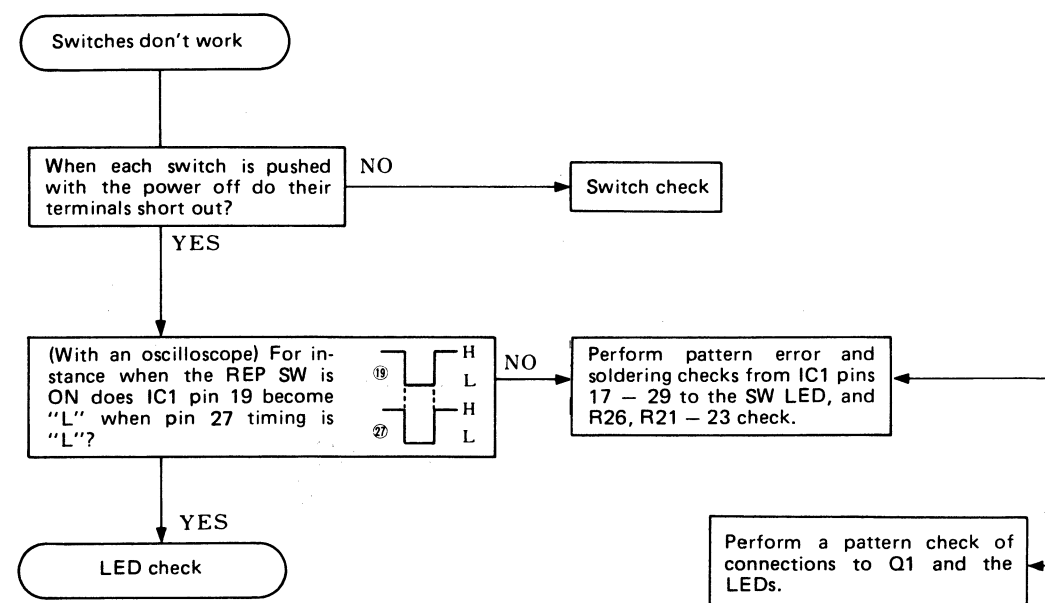 Switches don't work
When each switch is pushed
with the power off do their
terminals short out?
NO
Switch check
YES
(With an oscilloscope) For in-
stance when the REP SW is
ON does IC1 pin 19 become
"L" when pin 27 timing is
"L"?
⑲
H
L
㉗
H
L
NO
Perform pattern error and
soldering checks from IC1 pins
17 – 29 to the SW LED, and
R26, R21 – 23 check.
YES
LED check
Perform a pattern check of
connections to Q1 and the
LEDs.